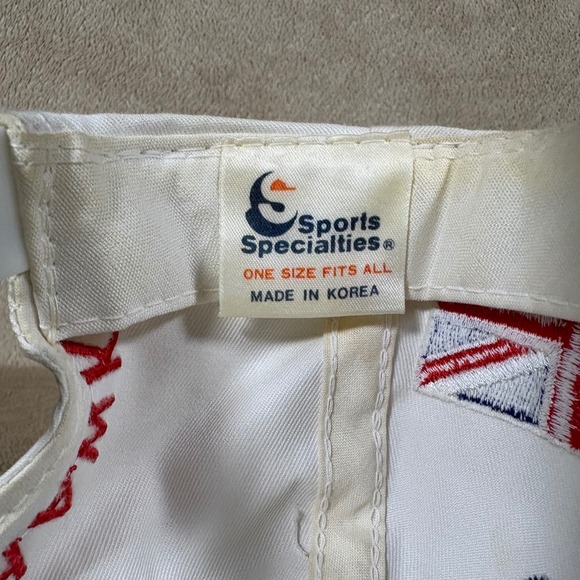 Sports
Specialties®
ONE SIZE FITS ALL
MADE IN KOREA